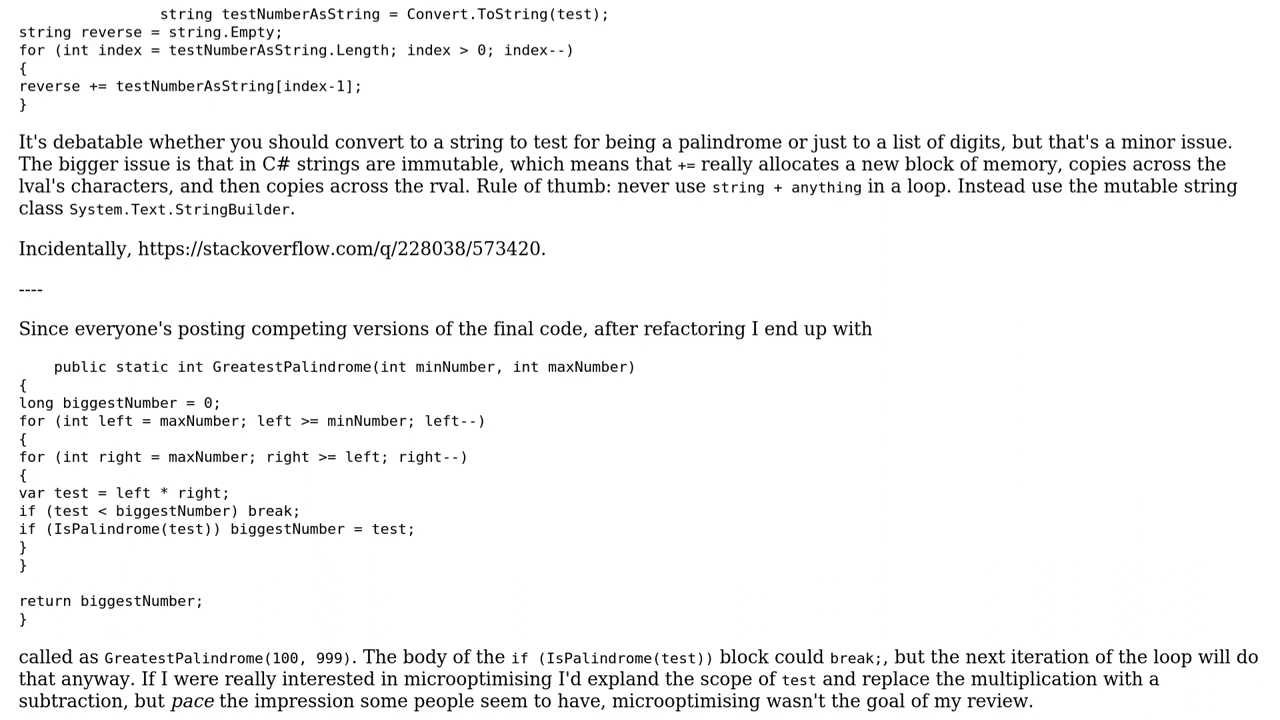 string testNumberAsString = Convert.ToString(test);
string reverse = string.Empty;
for (int index = testNumberAsString.Length; index > 0; index--)
{
reverse += testNumberAsString[index-1];
}
It's debatable whether you should convert to a string to test for being a palindrome or just to a list of digits, but that's a minor issue.
The bigger issue is that in C# strings are immutable, which means that += really allocates a new block of memory, copies across the
lval's characters, and then copies across the rval. Rule of thumb: never use string + anything in a loop. Instead use the mutable string
class System.Text.StringBuilder.
Incidentally, https://stackoverflow.com/q/228038/573420.
----
Since everyone's posting competing versions of the final code, after refactoring I end up with
public static int GreatestPalindrome(int minNumber, int maxNumber)
{
long biggestNumber = 0;
for (int left = maxNumber; left >= minNumber; left--)
{
for (int right = maxNumber; right >= left; right--)
{
var test = left * right;
if (test < biggestNumber) break;
if (IsPalindrome(test)) biggestNumber = test;
}
}
return biggestNumber;
}
called as GreatestPalindrome(100, 999). The body of the if (IsPalindrome(test)) block could break;, but the next iteration of the loop will do
that anyway. If I were really interested in microoptimising I'd expland the scope of test and replace the multiplication with a
subtraction, but pace the impression some people seem to have, microoptimising wasn't the goal of my review.